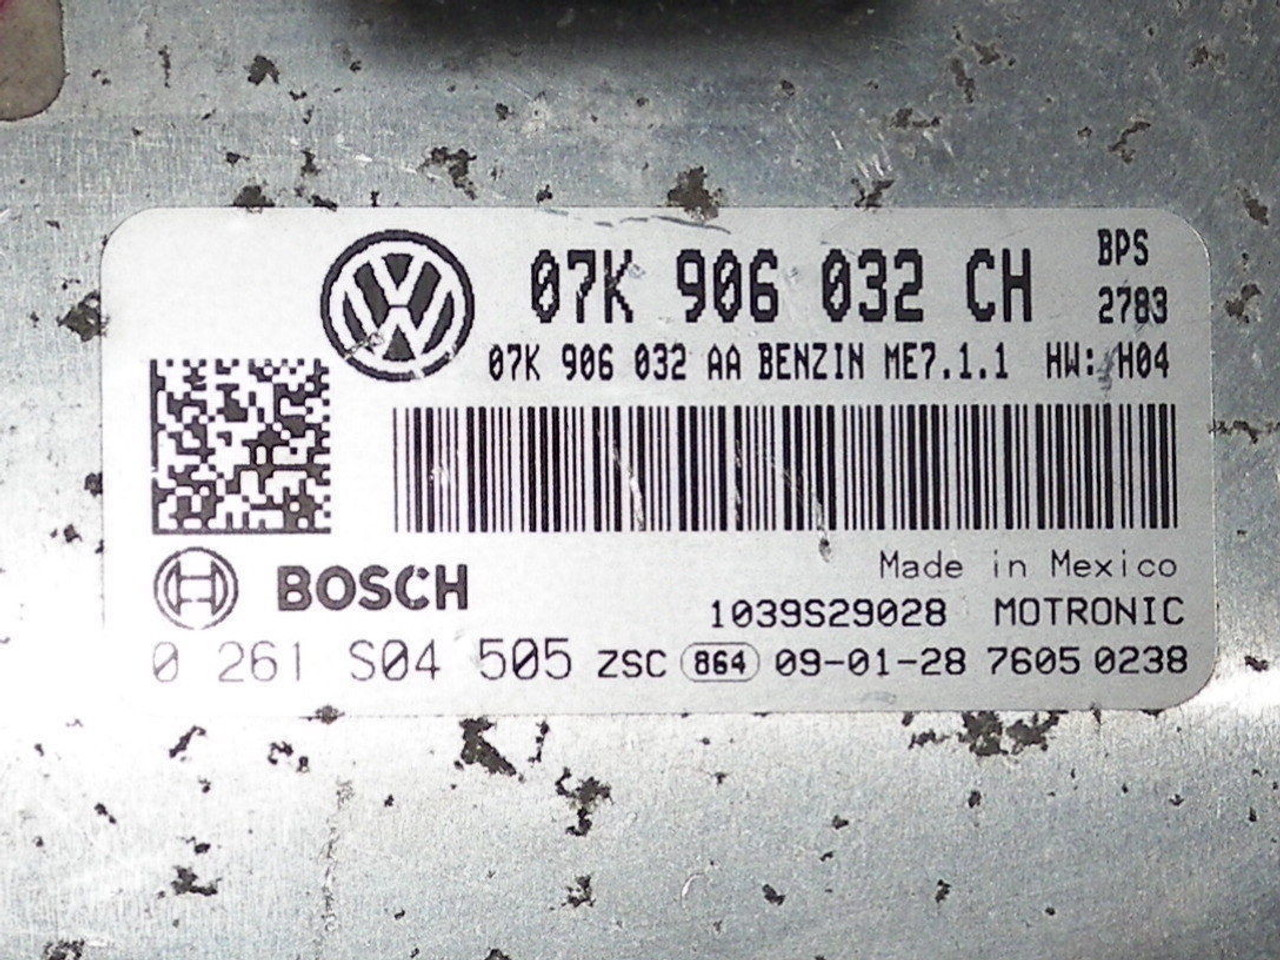 07K 906 032 CH
BPS
2783
07K 906 032 AA BENZIN ME7.1.1 HW: H04
BOSCH
Made in Mexico
1039S29028 MOTRONIC
0 261 S04 505 ZSC 864 09-01-28 7605 0238